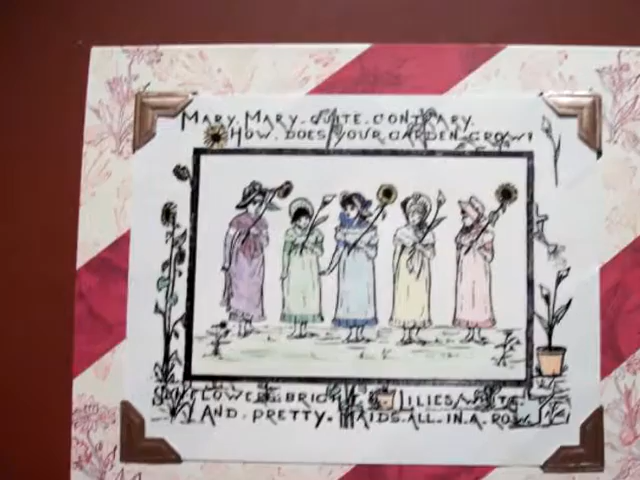 MARY. MARY. QUITE. CONTRARY.
HOW. DOES. YOUR. GARDEN. GROW?
FLOWERS. BRIGHT & LILIES. WHITE.
AND. PRETTY. MAIDS. ALL. IN. A. ROW